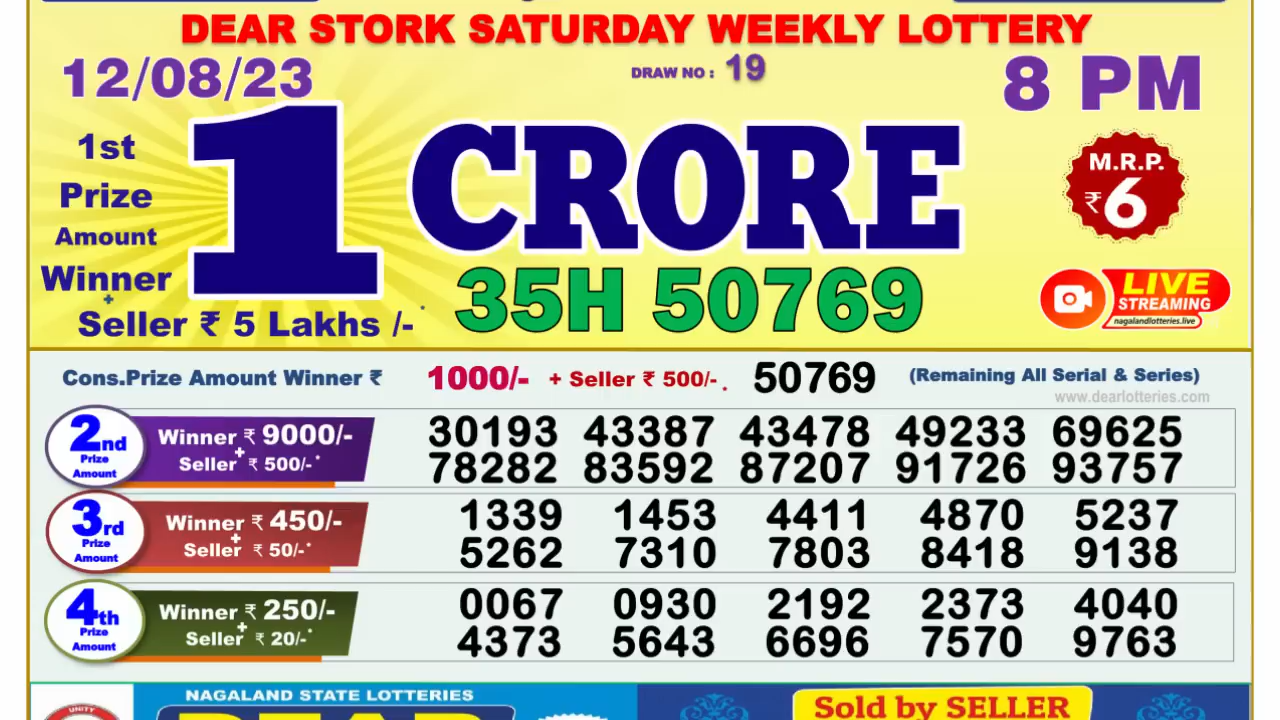 DEAR STORK SATURDAY WEEKLY LOTTERY
12/08/23
DRAW NO : 19
8 PM
1st
Prize
Amount
Winner
+
Seller ₹ 5 Lakhs /-
1 CRORE
35H 50769
M.R.P.
₹ 6
LIVE
STREAMING
nagalandlotteries.live
Cons.Prize Amount Winner ₹ 1000/- + Seller ₹ 500/- . 50769 (Remaining All Serial & Series)
www.dearlotteries.com
2nd
Prize
Amount
Winner ₹ 9000/-
+
Seller ₹ 500/-*
30193 43387 43478 49233 69625
78282 83592 87207 91726 93757
3rd
Prize
Amount
Winner ₹ 450/-
+
Seller ₹ 50/-*
1339 1453 4411 4870 5237
5262 7310 7803 8418 9138
4th
Prize
Amount
Winner ₹ 250/-
+
Seller ₹ 20/-*
0067 0930 2192 2373 4040
4373 5643 6696 7570 9763
UNITY
NAGALAND STATE LOTTERIES
DEAR
Sold by SELLER